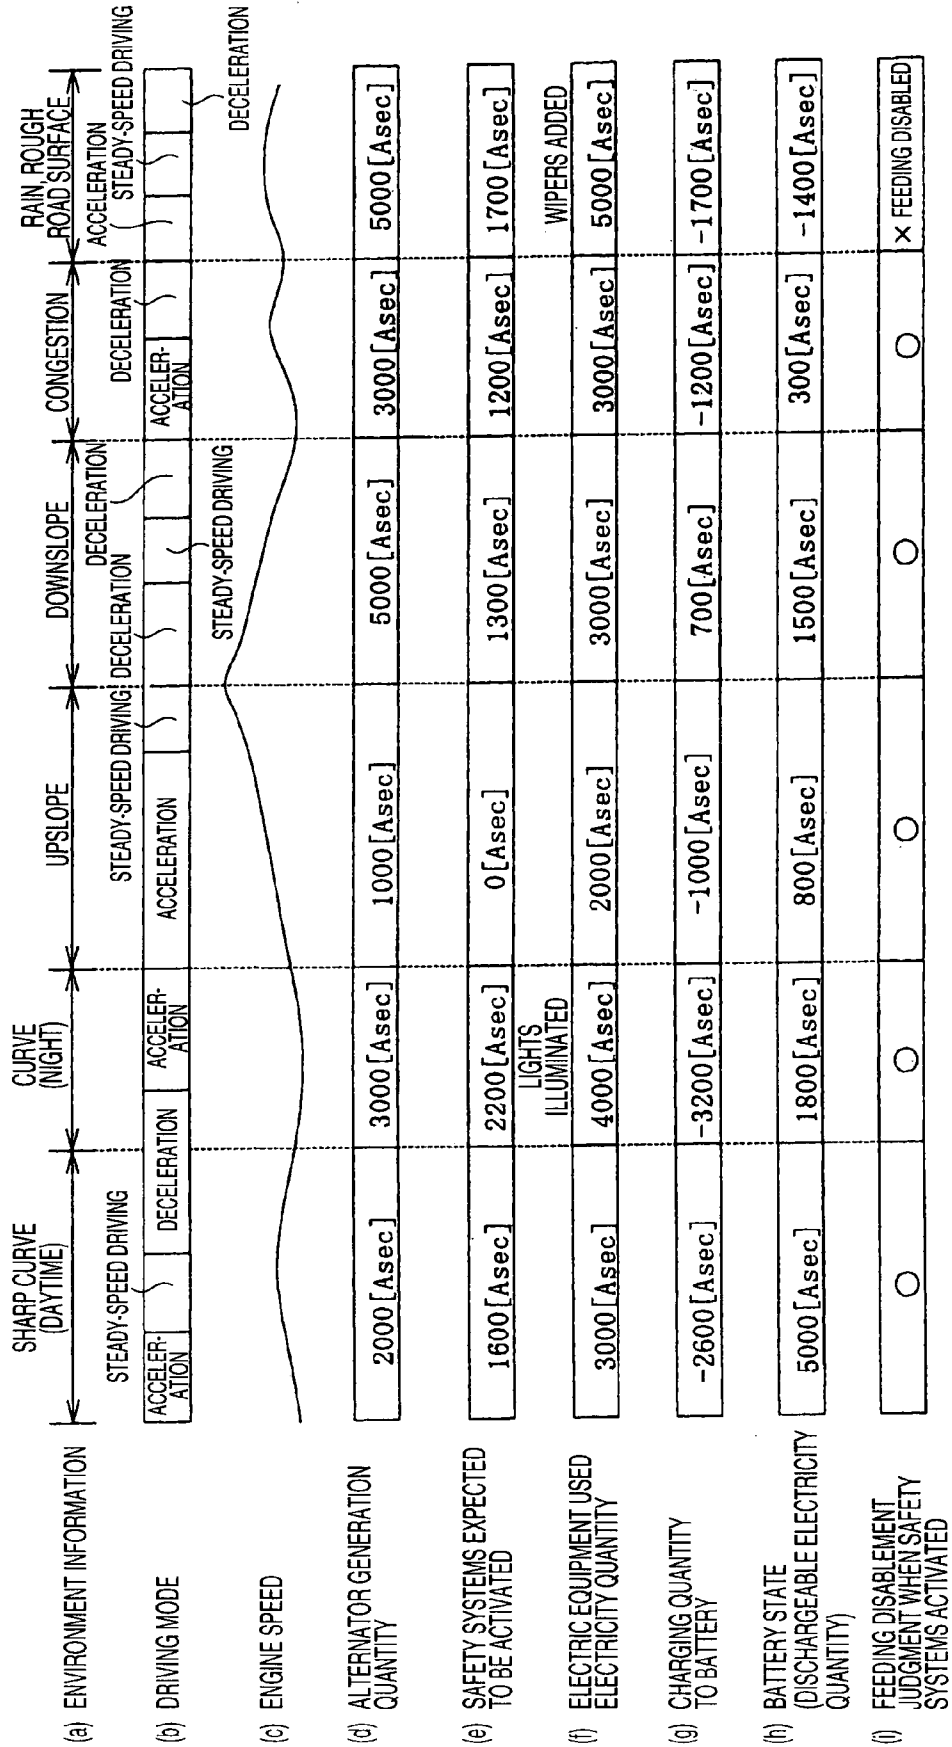 (a) ENVIRONMENT INFORMATION
SHARP CURVE
(DAYTIME)
CURVE
(NIGHT)
UPSLOPE
DOWNSLOPE
CONGESTION
RAIN, ROUGH
ROAD SURFACE
(b) DRIVING MODE
ACCELER-
ATION
STEADY-SPEED DRIVING
DECELERATION
ACCELER-
ATION
ACCELERATION
STEADY-SPEED DRIVING
DECELERATION
STEADY-SPEED DRIVING
DECELERATION
ACCELER-
ATION
DECELERATION
ACCELERATION
STEADY-SPEED DRIVING
DECELERATION
(c) ENGINE SPEED
(d) ALTERNATOR GENERATION
QUANTITY
2000[Asec] 3000[Asec] 1000[Asec] 5000[Asec] 3000[Asec] 5000[Asec]
(e) SAFETY SYSTEMS EXPECTED
TO BE ACTIVATED
1600[Asec] 2200[Asec] 0[Asec] 1300[Asec] 1200[Asec] 1700[Asec]
(f) ELECTRIC EQUIPMENT USED
ELECTRICITY QUANTITY
LIGHTS
ILLUMINATED
WIPERS ADDED
3000[Asec] 4000[Asec] 2000[Asec] 3000[Asec] 3000[Asec] 5000[Asec]
(g) CHARGING QUANTITY
TO BATTERY
-2600[Asec] -3200[Asec] -1000[Asec] 700[Asec] -1200[Asec] -1700[Asec]
(h) BATTERY STATE
(DISCHARGEABLE ELECTRICITY
QUANTITY)
5000[Asec] 1800[Asec] 800[Asec] 1500[Asec] 300[Asec] -1400[Asec]
(i) FEEDING DISABLEMENT
JUDGMENT WHEN SAFETY
SYSTEMS ACTIVATED
○ ○ ○ ○ ○ × FEEDING DISABLED